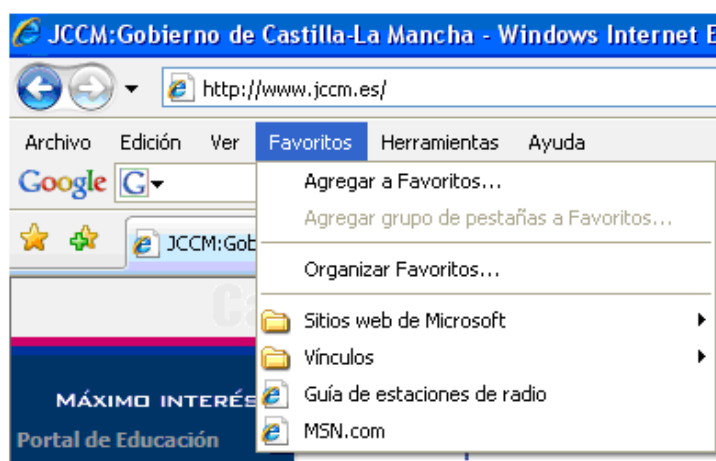 JCCM:Gobierno de Castilla-La Mancha - Windows Internet
http://www.jccm.es/
Archivo Edición Ver Favoritos Herramientas Ayuda
Google G
Agregar a Favoritos...
Agregar grupo de pestañas a Favoritos...
JCCM:Gob
Organizar Favoritos...
Sitios web de Microsoft
Vínculos
MÁXIMO INTERÉS
Guía de estaciones de radio
Portal de Educación
MSN.com